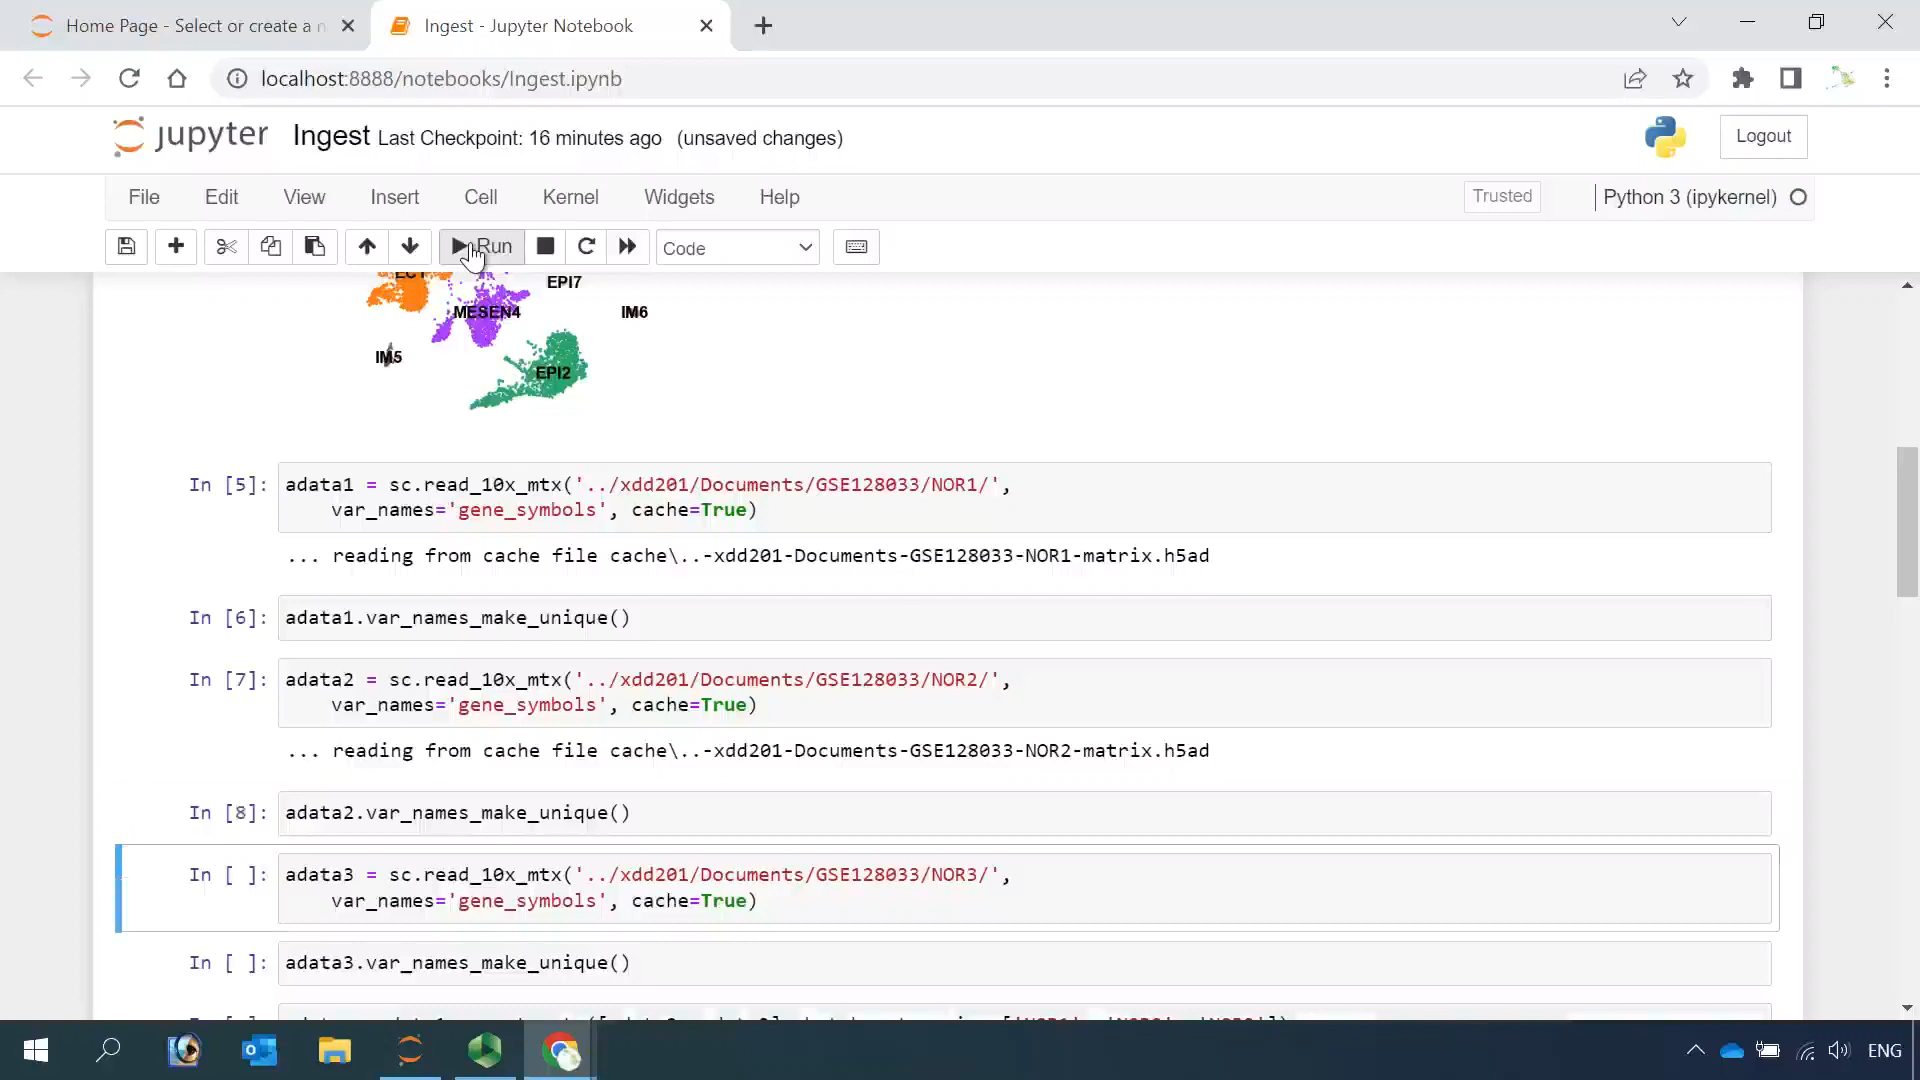 Home Page - Select or create a n
Ingest - Jupyter Notebook
localhost:8888/notebooks/Ingest.ipynb
jupyter Ingest Last Checkpoint: 16 minutes ago (unsaved changes)
Logout
File Edit View Insert Cell Kernel Widgets Help
Trusted
Python 3 (ipykernel)
Run
Code
EPI7
MESEN4
IM6
IM5
EPI2
In [5]: adata1 = sc.read_10x_mtx('../xdd201/Documents/GSE128033/NOR1/',
var_names='gene_symbols', cache=True)
... reading from cache file cache\..-xdd201-Documents-GSE128033-NOR1-matrix.h5ad
In [6]: adata1.var_names_make_unique()
In [7]: adata2 = sc.read_10x_mtx('../xdd201/Documents/GSE128033/NOR2/',
var_names='gene_symbols', cache=True)
... reading from cache file cache\..-xdd201-Documents-GSE128033-NOR2-matrix.h5ad
In [8]: adata2.var_names_make_unique()
In [ ]: adata3 = sc.read_10x_mtx('../xdd201/Documents/GSE128033/NOR3/',
var_names='gene_symbols', cache=True)
In [ ]: adata3.var_names_make_unique()
ENG